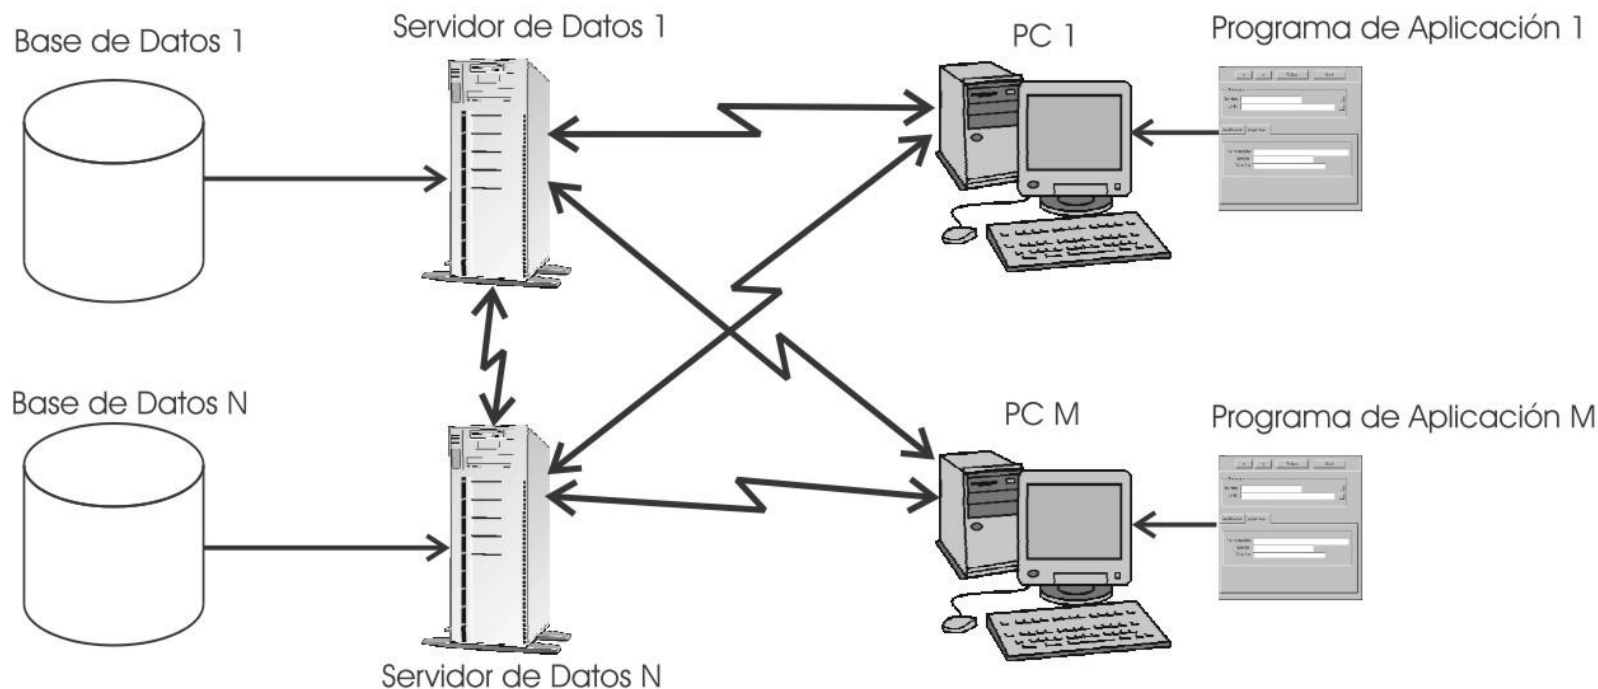 Base de Datos 1
Servidor de Datos 1
PC 1
Programa de Aplicación 1
Base de Datos N
Servidor de Datos N
PC M
Programa de Aplicación M